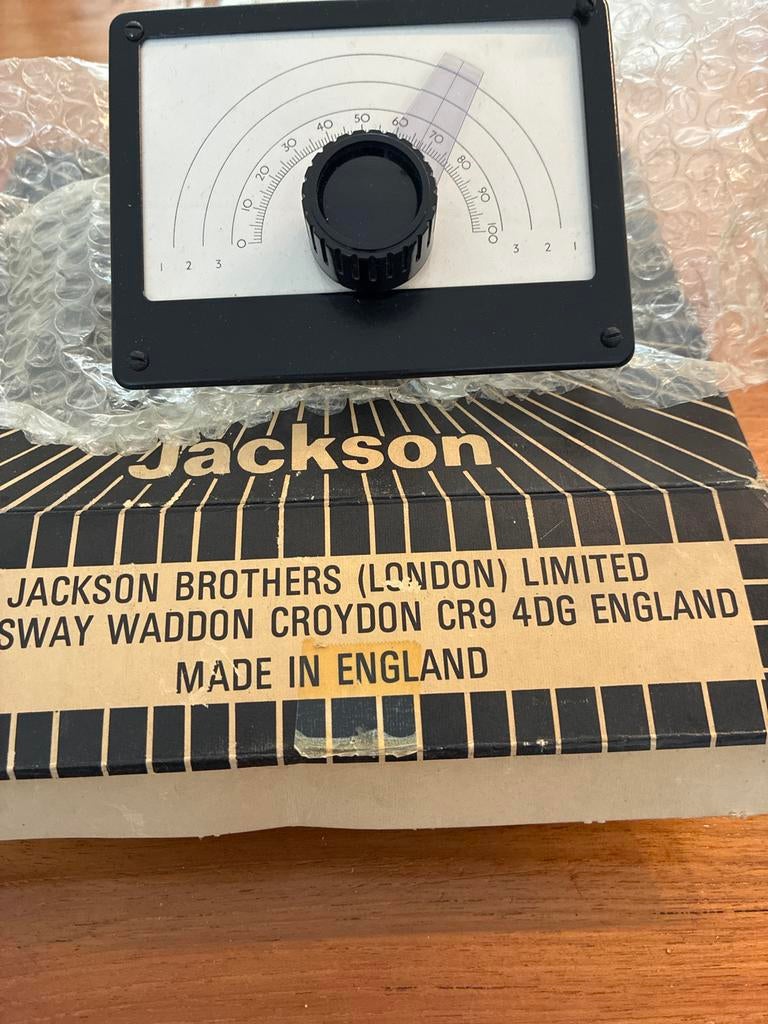 0 10 20 30 40 50 60 70 80 90 100
1 2 3 3 2 1
Jackson
JACKSON BROTHERS (LONDON) LIMITED
SWAY WADDON CROYDON CR9 4DG ENGLAND
MADE IN ENGLAND